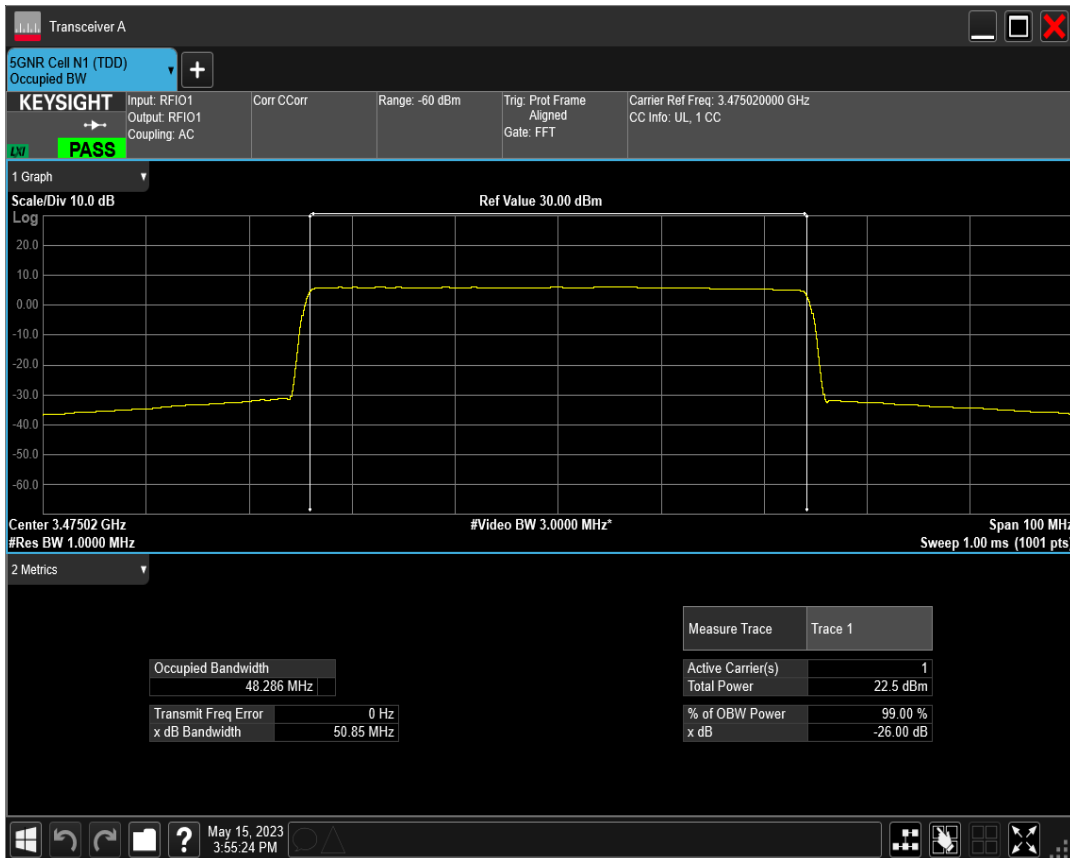 Transceiver A
5GNR Cell N1 (TDD)
Occupied BW
+
KEYSIGHT
LXI
PASS
Input: RFIO1
Output: RFIO1
Coupling: AC
Corr CCorr
Range: -60 dBm
Trig: Prot Frame
Aligned
Gate: FFT
Carrier Ref Freq: 3.475020000 GHz
CC Info: UL, 1 CC
1 Graph
Scale/Div 10.0 dB
Ref Value 30.00 dBm
Log
20.0
10.0
0.00
-10.0
-20.0
-30.0
-40.0
-50.0
-60.0
Center 3.47502 GHz
#Video BW 3.0000 MHz*
Span 100 MHz
#Res BW 1.0000 MHz
Sweep 1.00 ms (1001 pts)
2 Metrics
Measure Trace Trace 1
Occupied Bandwidth
48.286 MHz
Active Carrier(s) 1
Total Power 22.5 dBm
Transmit Freq Error 0 Hz
x dB Bandwidth 50.85 MHz
% of OBW Power 99.00 %
x dB -26.00 dB
?
May 15, 2023
3:55:24 PM